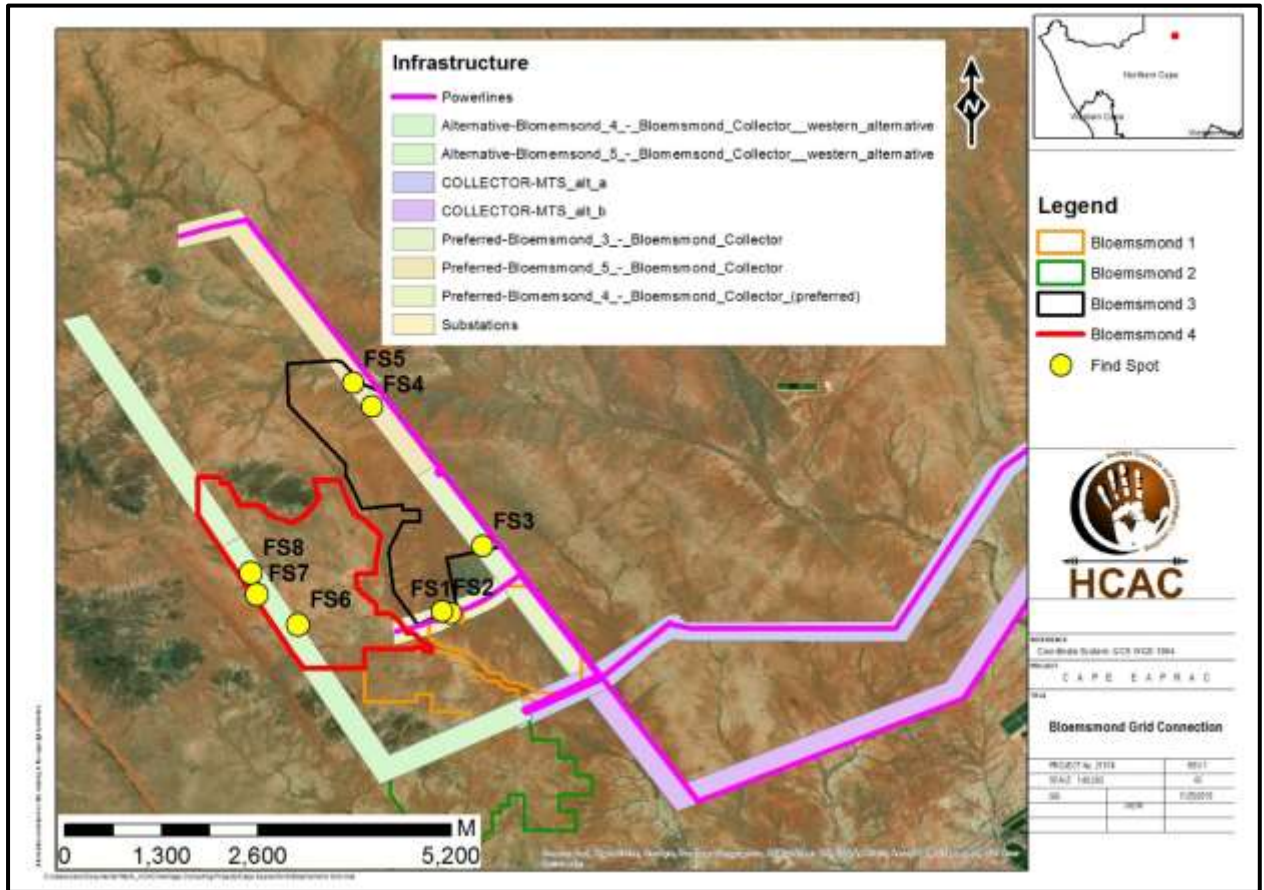 Infrastructure
Powerlines
Alternative-Blomemsond_4_-_Bloemsmond_Collector__western_alternative
Alternative-Blomemsond_5_-_Bloemsmond_Collector__western_alternative
COLLECTOR-MTS_alt_a
COLLECTOR-MTS_alt_b
Preferred-Bloemsmond_3_-_Bloemsmond_Collector
Preferred-Bloemsmond_5_-_Bloemsmond_Collector
Preferred-Blomemsond_4_-_Bloemsmond_Collector_(preferred)
Substations
N
Northern Cape
Legend
Bloemsmond 1
Bloemsmond 2
Bloemsmond 3
Bloemsmond 4
Find Spot
FS5
FS4
FS3
FS8
FS7
FS6
FS1
FS2
HCAC
Coordinate System: GCS WGS 1984
CAPE EAPRAC
Bloemsmond Grid Connection
M
0 1,300 2,600 5,200